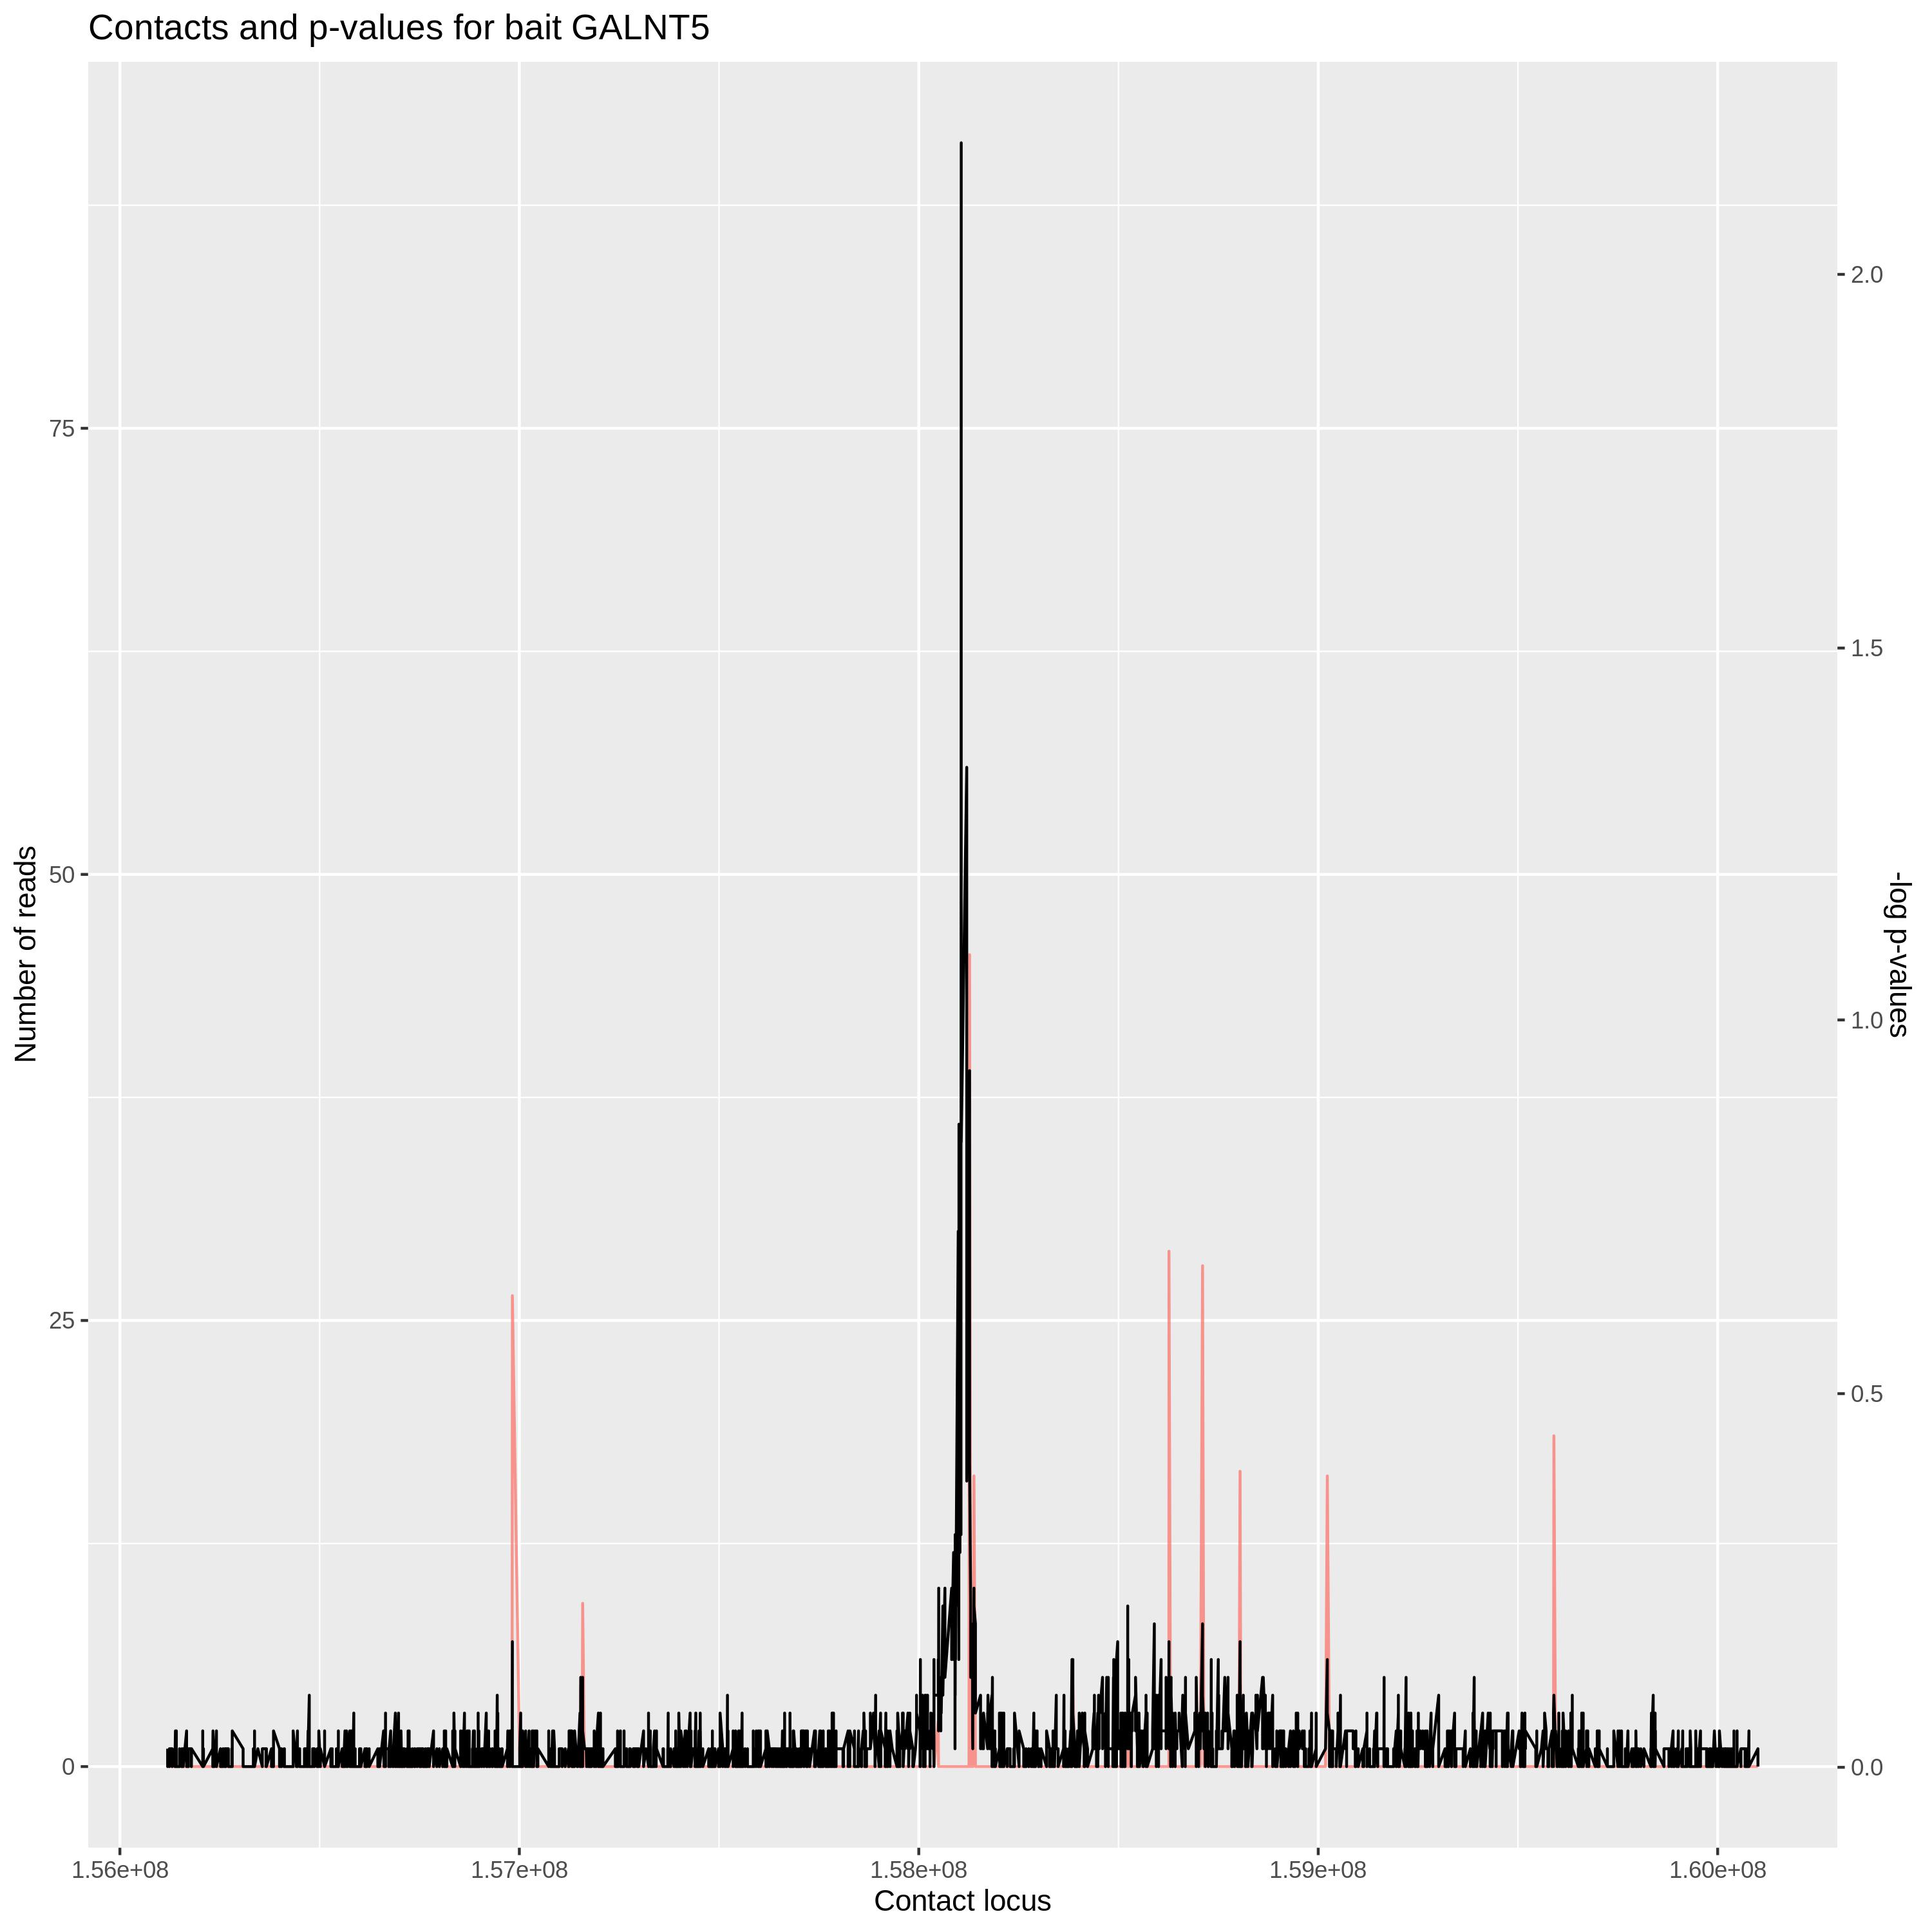 Contacts and p-values for bait GALNT5
Number of reads
75
50
25
0
2.0
1.5
1.0
0.5
0.0
-log p-values
1.56e+08 1.57e+08 1.58e+08 1.59e+08 1.60e+08
Contact locus